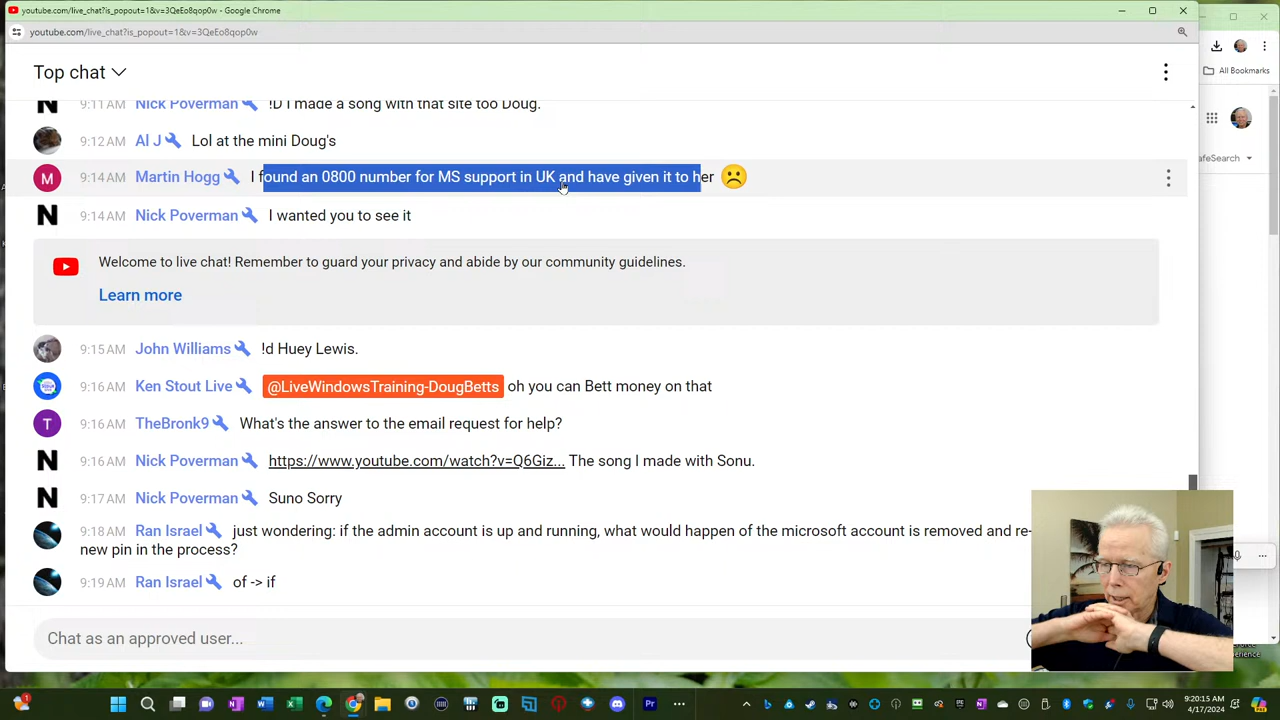 youtube.com/live_chat?is_popout=1&v=3QeEo8qop0w - Google Chrome
youtube.com/live_chat?is_popout=1&v=3QeEo8qop0w
Top chat
All Bookmarks
N 9:11 AM Nick Poverman !D I made a song with that site too Doug.
9:12 AM Al J Lol at the mini Doug's
afeSearch
M 9:14 AM Martin Hogg I found an 0800 number for MS support in UK and have given it to her
N 9:14 AM Nick Poverman I wanted you to see it
Welcome to live chat! Remember to guard your privacy and abide by our community guidelines.
Learn more
9:15 AM John Williams !d Huey Lewis.
9:16 AM Ken Stout Live @LiveWindowsTraining-DougBetts oh you can Bett money on that
T 9:16 AM TheBronk9 What's the answer to the email request for help?
N 9:16 AM Nick Poverman https://www.youtube.com/watch?v=Q6Giz... The song I made with Sonu.
N 9:17 AM Nick Poverman Suno Sorry
9:18 AM Ran Israel just wondering: if the admin account is up and running, what would happen of the microsoft account is removed and re-
new pin in the process?
9:19 AM Ran Israel of -> if
Chat as an approved user...
perience
9:20:15 AM
4/17/2024